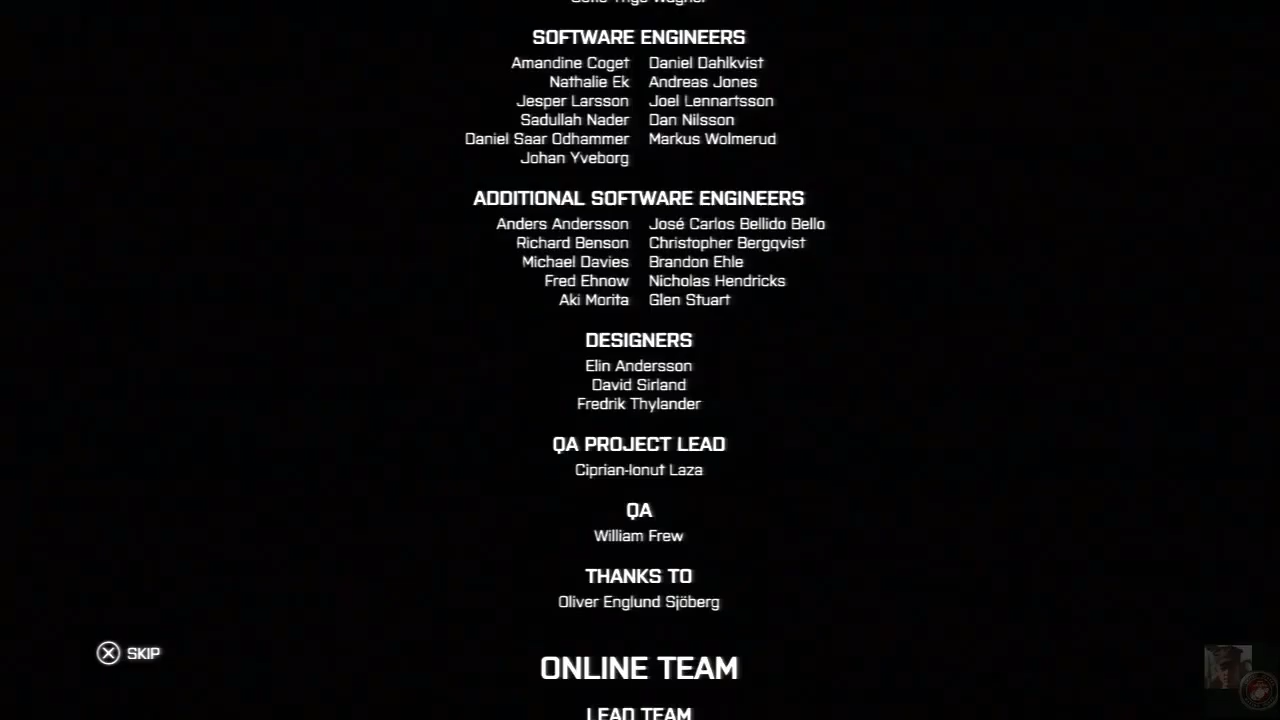 SOFTWARE ENGINEERS
Amandine Coget Daniel Dahlkvist
Nathalie Ek Andreas Jones
Jesper Larsson Joel Lennartsson
Sadullah Nader Dan Nilsson
Daniel Saar Odhammer Markus Wolmerud
Johan Yveborg
ADDITIONAL SOFTWARE ENGINEERS
Anders Andersson José Carlos Bellido Bello
Richard Benson Christopher Bergqvist
Michael Davies Brandon Ehle
Fred Ehnow Nicholas Hendricks
Aki Morita Glen Stuart
DESIGNERS
Elin Andersson
David Sirland
Fredrik Thylander
QA PROJECT LEAD
Ciprian-Ionut Laza
QA
William Frew
THANKS TO
Oliver Englund Sjöberg
SKIP
ONLINE TEAM
LEAD TEAM